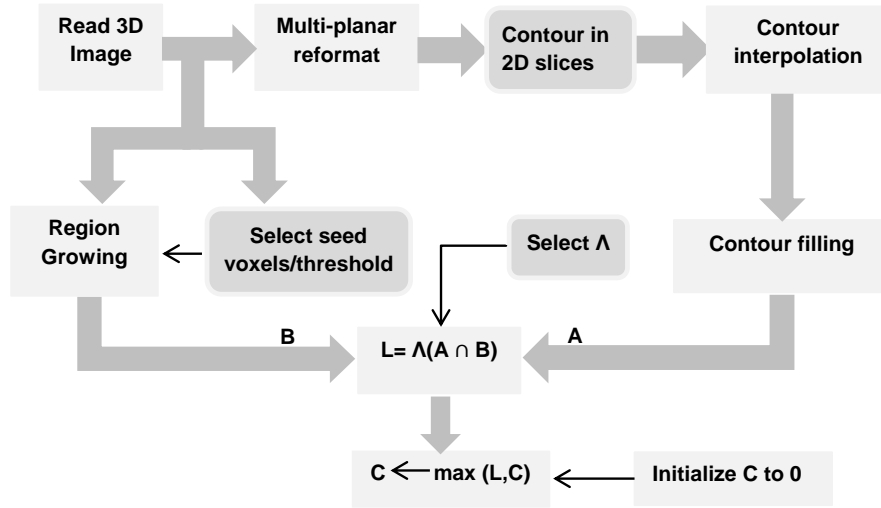 Read 3D
Image
Multi-planar
reformat
Contour in
2D slices
Contour
interpolation
Region
Growing
Select seed
voxels/threshold
Select Λ
Contour filling
B
L= Λ(A ∩ B)
A
C ← max (L,C)
Initialize C to 0